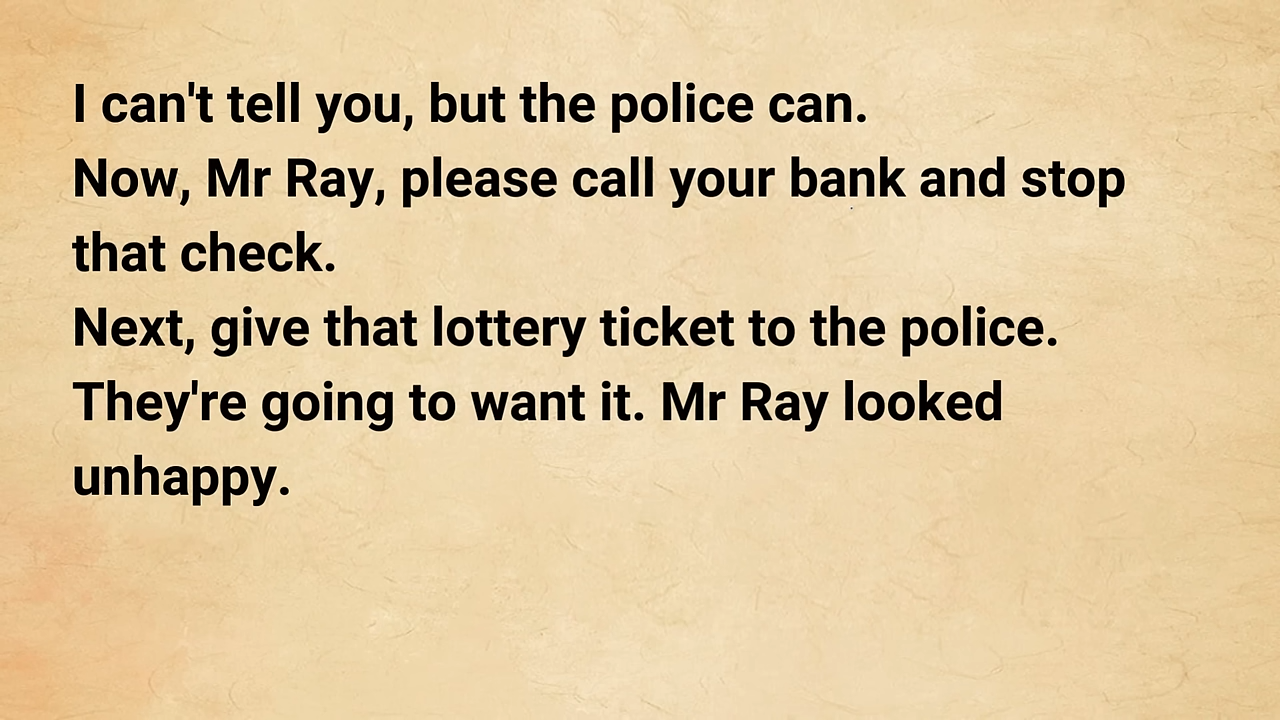 I can't tell you, but the police can.
Now, Mr Ray, please call your bank and stop
that check.
Next, give that lottery ticket to the police.
They're going to want it. Mr Ray looked
unhappy.